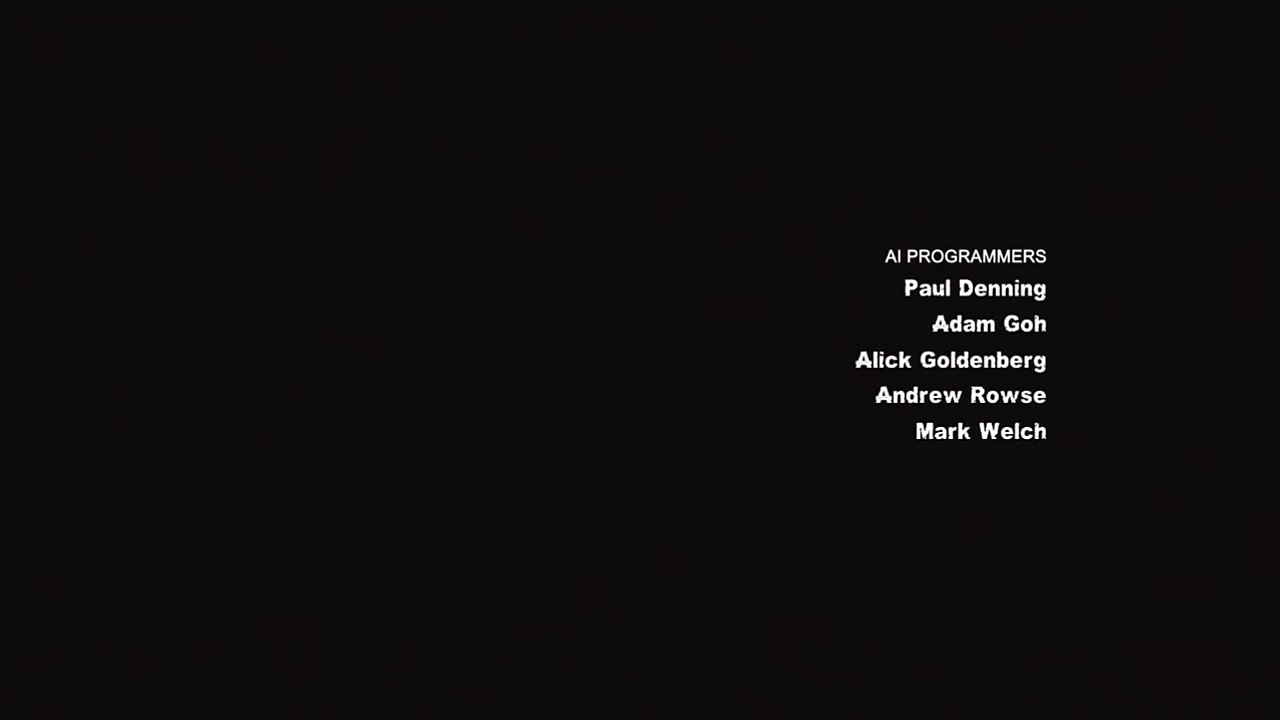 AI PROGRAMMERS
Paul Denning
Adam Goh
Alick Goldenberg
Andrew Rowse
Mark Welch